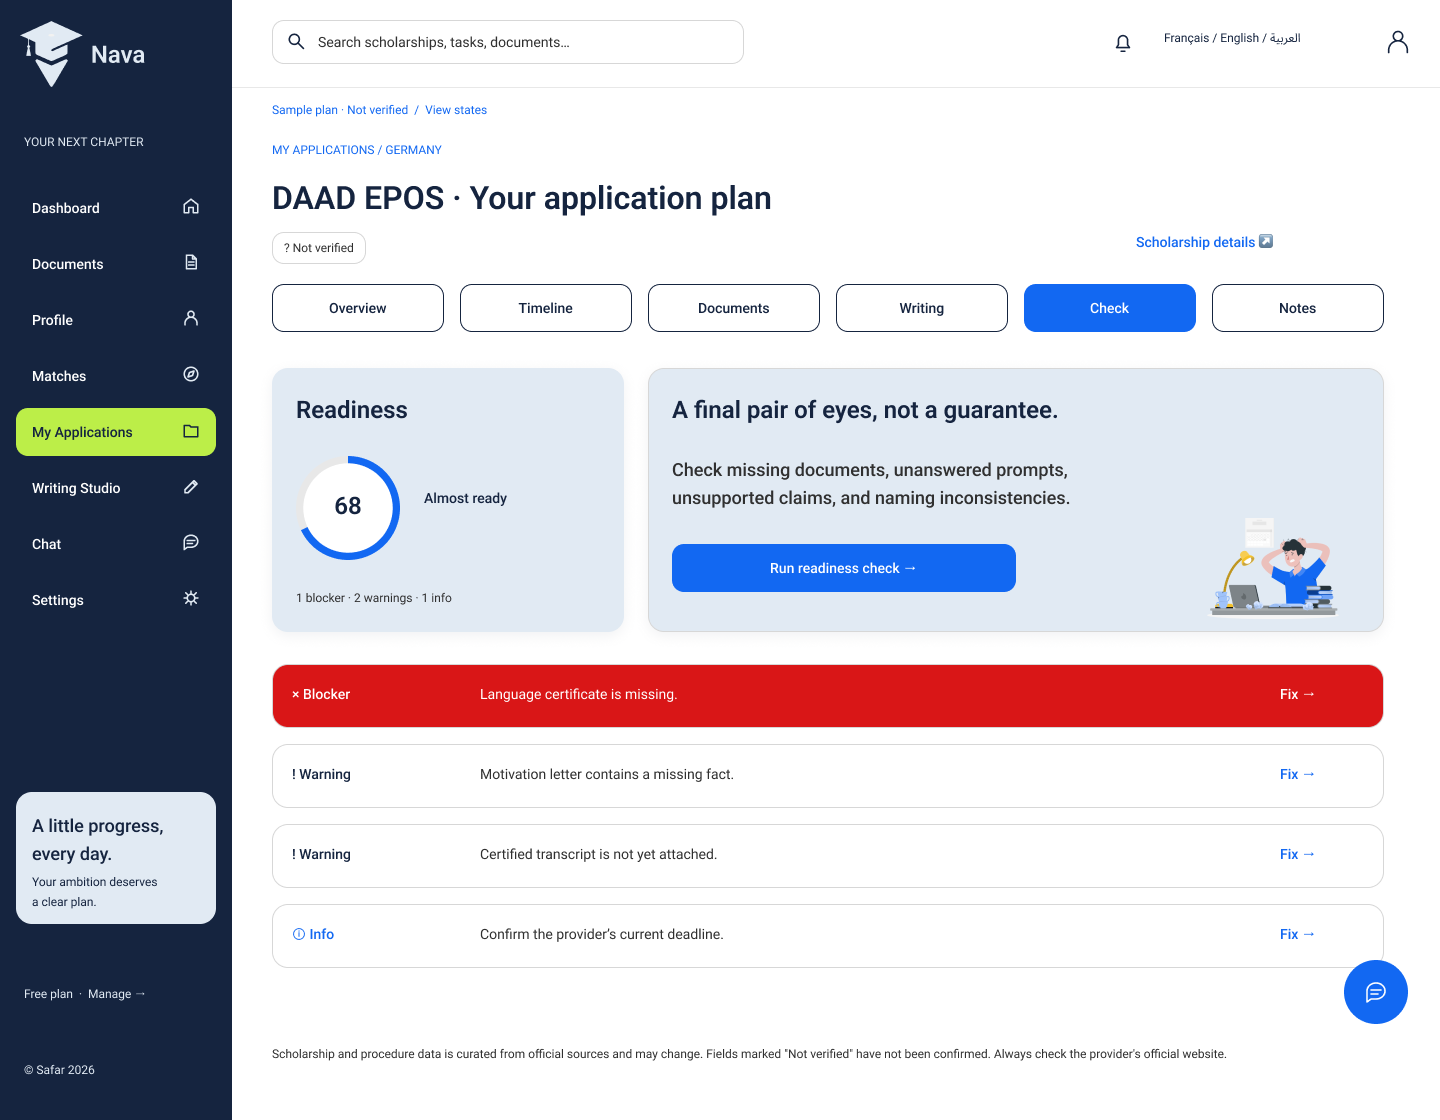 Nava
YOUR NEXT CHAPTER
Dashboard
Documents
Profile
Matches
My Applications
Writing Studio
Chat
Settings
A little progress,
every day.
Your ambition deserves
a clear plan.
Free plan · Manage →
© Safar 2026
Search scholarships, tasks, documents...
Français / English / العربية
Sample plan · Not verified / View states
MY APPLICATIONS / GERMANY
DAAD EPOS · Your application plan
? Not verified
Scholarship details ↗
Overview
Timeline
Documents
Writing
Check
Notes
Readiness
68
Almost ready
1 blocker · 2 warnings · 1 info
A final pair of eyes, not a guarantee.
Check missing documents, unanswered prompts,
unsupported claims, and naming inconsistencies.
Run readiness check →
× Blocker Language certificate is missing. Fix →
! Warning Motivation letter contains a missing fact. Fix →
! Warning Certified transcript is not yet attached. Fix →
ⓘ Info Confirm the provider's current deadline. Fix →
Scholarship and procedure data is curated from official sources and may change. Fields marked "Not verified" have not been confirmed. Always check the provider's official website.